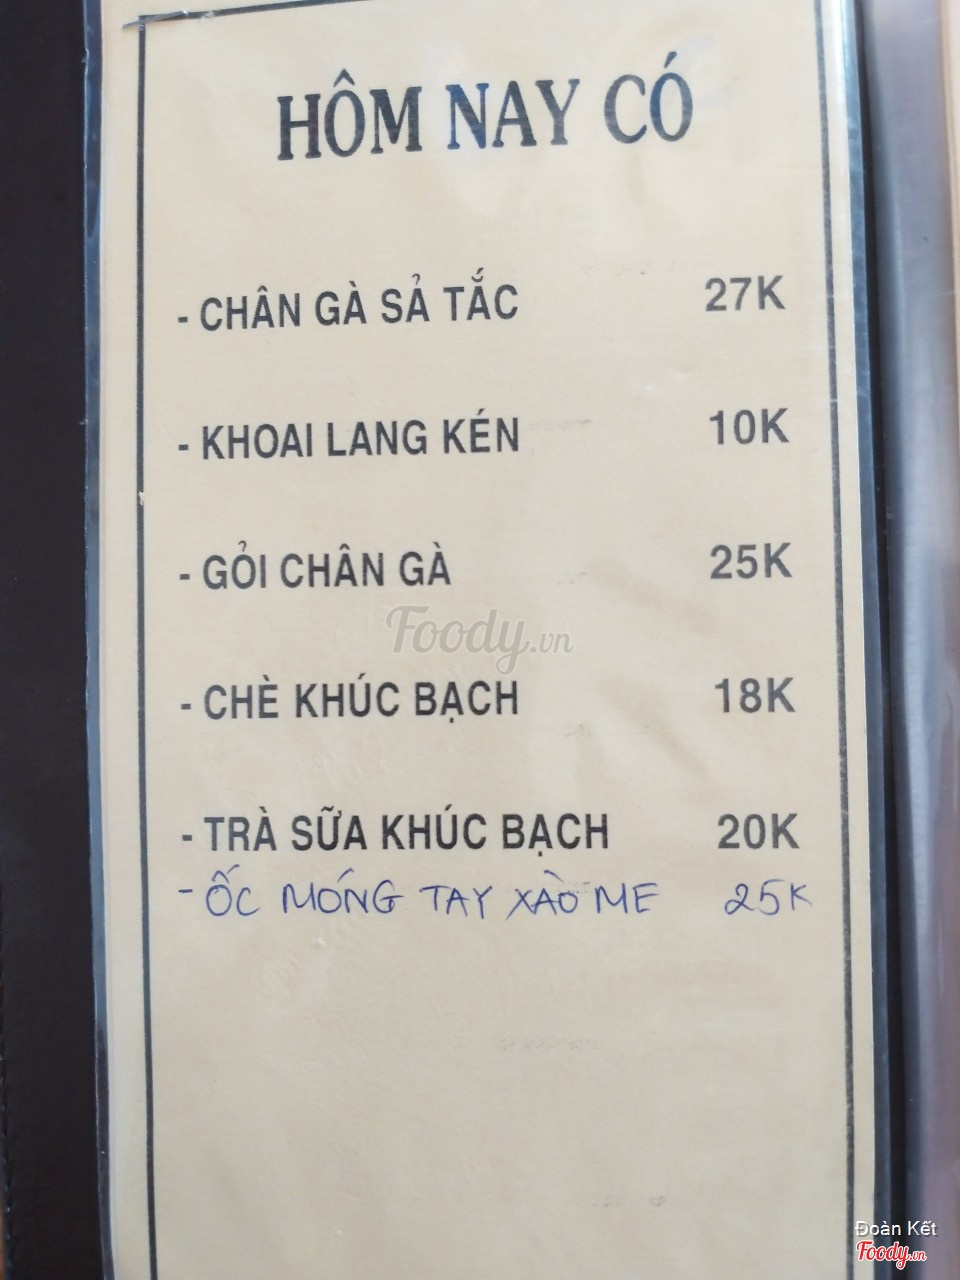 HÔM NAY CÓ
- CHÂN GÀ SẢ TẮC 27K
- KHOAI LANG KÉN 10K
- GỎI CHÂN GÀ 25K
Foody.vn
- CHÈ KHÚC BẠCH 18K
- TRÀ SỮA KHÚC BẠCH 20K
- ỐC MÓNG TAY XÀO ME 25K
Đoàn Kết
Foody.vn